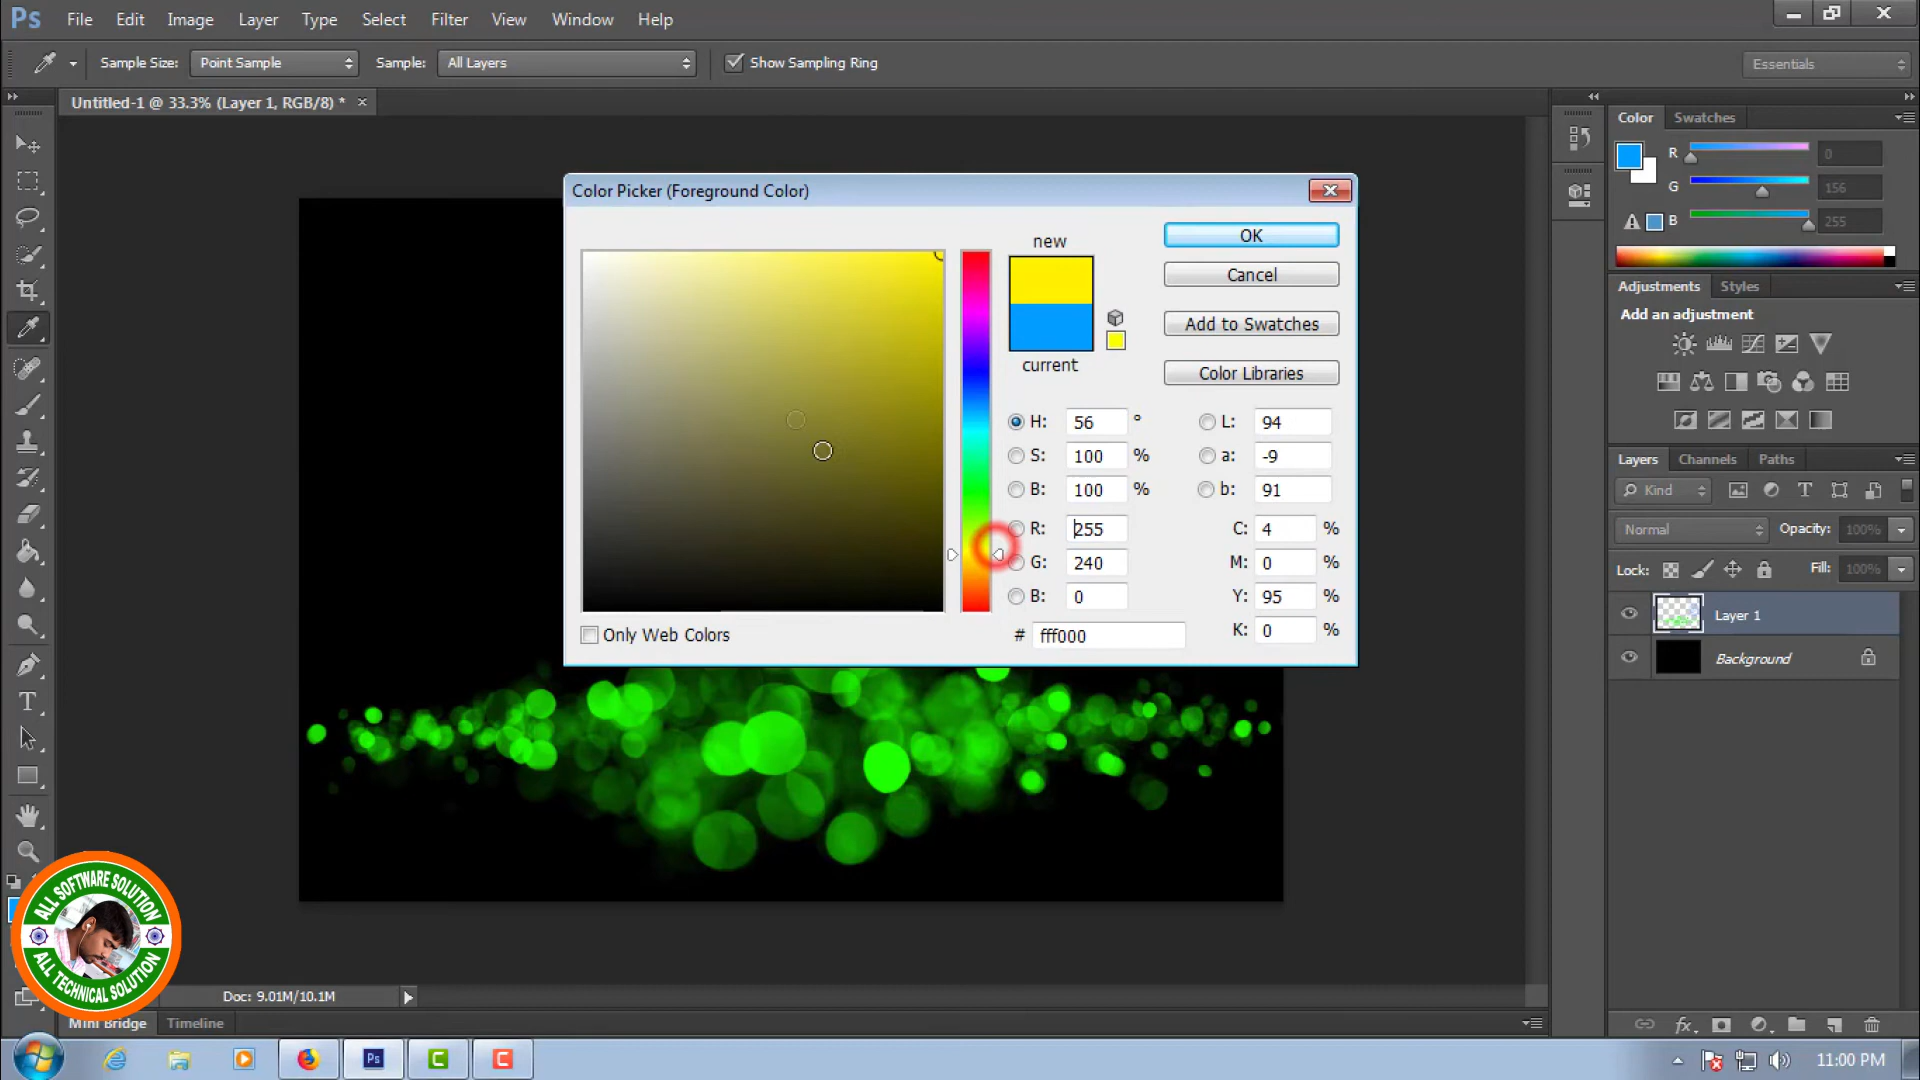 Ps File Edit Image Layer Type Select Filter View Window Help
Sample Size: Point Sample Sample: All Layers Show Sampling Ring Essentials
Untitled-1 @ 33.3% (Layer 1, RGB/8) *
Color Swatches
R 0
G 156
B 255
Adjustments Styles
Add an adjustment
Layers Channels Paths
Kind
Normal Opacity: 100%
Lock: Fill: 100%
Layer 1
Background
Color Picker (Foreground Color)
new
current
OK
Cancel
Add to Swatches
Color Libraries
H: 56 ° L: 94
S: 100 % a: -9
B: 100 % b: 91
R: 255 C: 4 %
G: 240 M: 0 %
B: 0 Y: 95 %
# fff000 K: 0 %
Only Web Colors
ALL SOFTWARE SOLUTION
ALL TECHNICAL SOLUTION
Doc: 9.01M/10.1M
Mini Bridge Timeline
Ps C C 11:00 PM